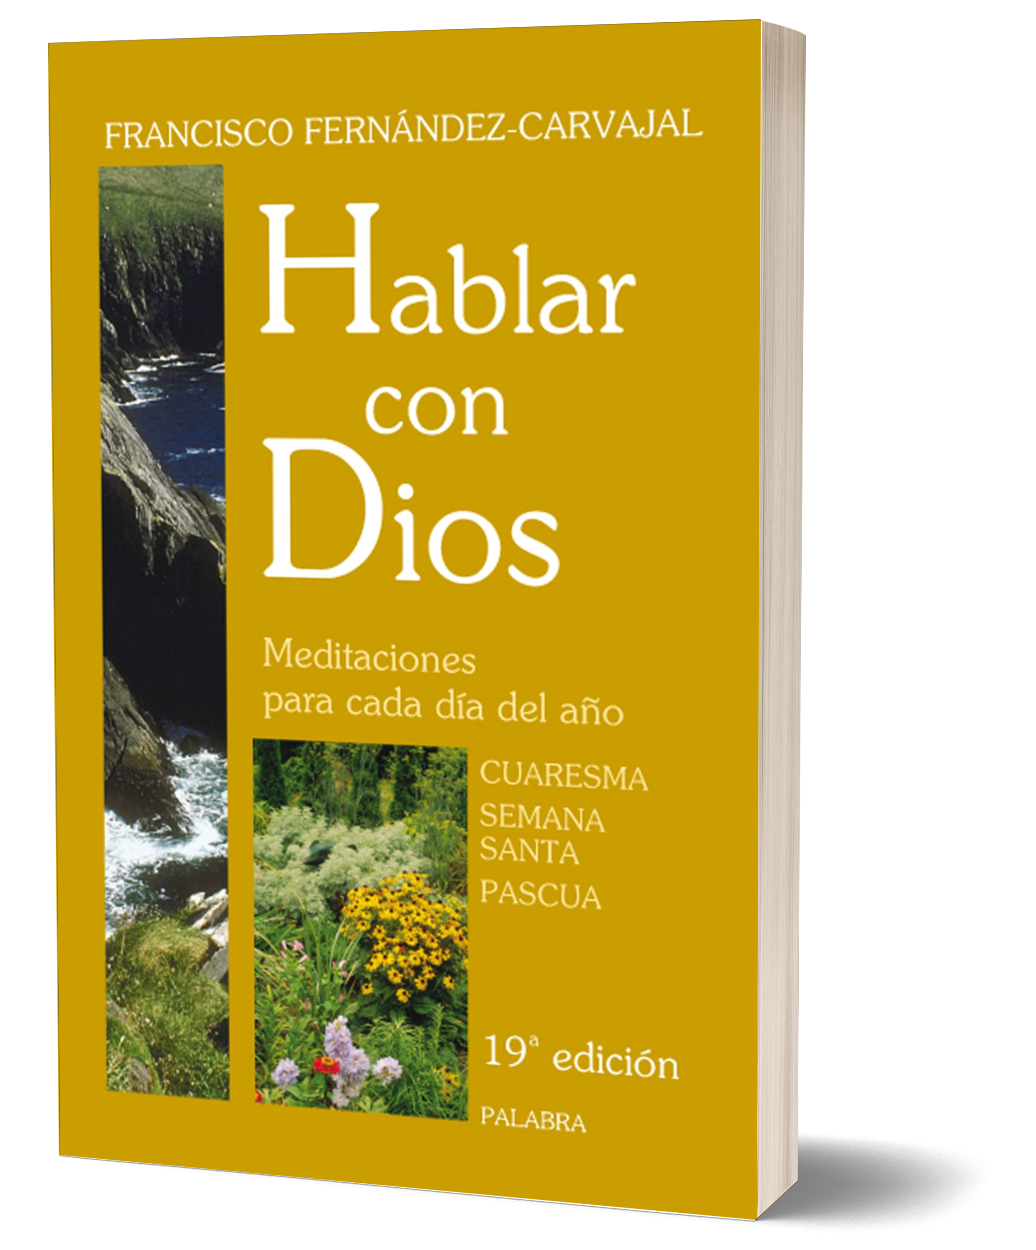 FRANCISCO FERNÁNDEZ-CARVAJAL
Hablar
con
Dios
Meditaciones
para cada día del año
CUARESMA
SEMANA
SANTA
PASCUA
19ª edición
PALABRA